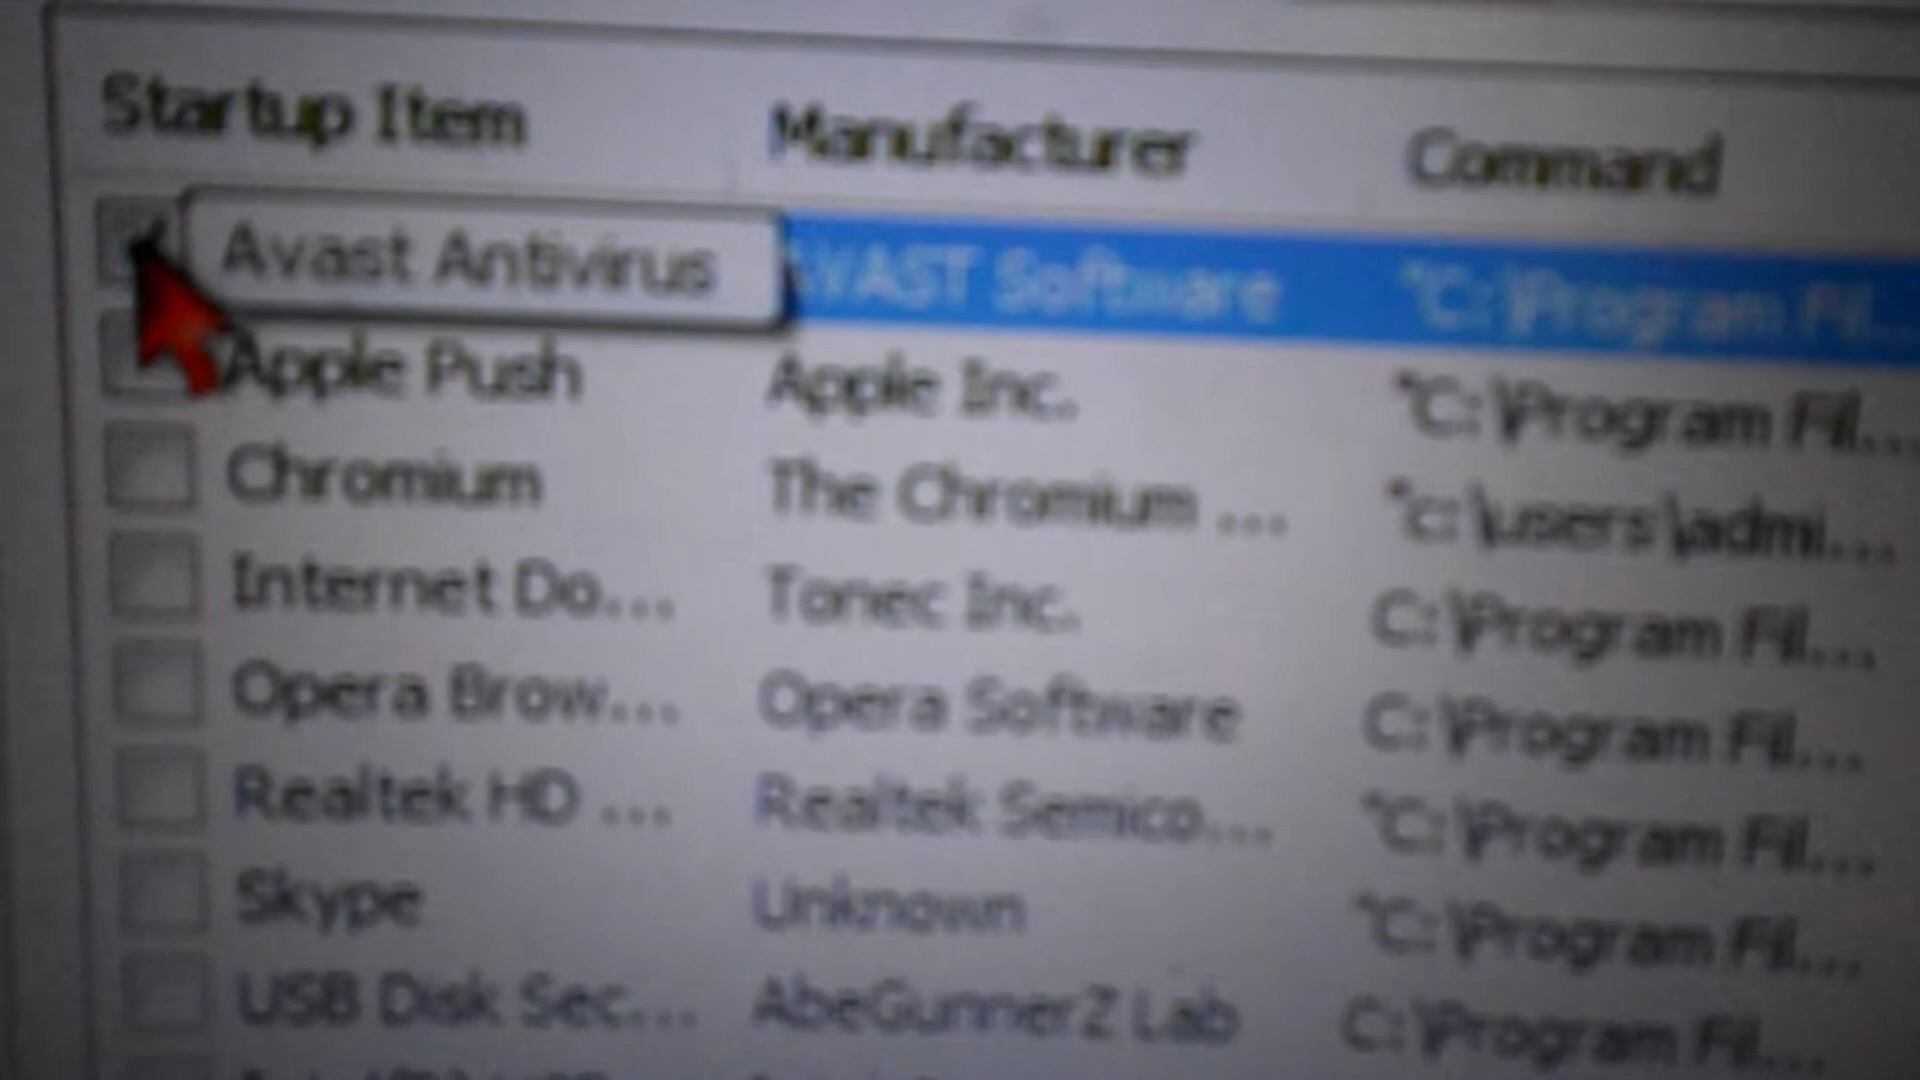 Startup Item Manufacturer Command
Avast Antivirus AVAST Software "C:\Program Fil...
Apple Push Apple Inc. "C:\Program Fil...
Chromium The Chromium ... "c:\users\admi...
Internet Do... Tonec Inc. C:\Program Fil...
Opera Brow... Opera Software C:\Program Fil...
Realtek HD ... Realtek Semico... "C:\Program Fil...
Skype Unknown "C:\Program Fil...
USB Disk Sec... AbeGunnerZ Lab C:\Program Fil...